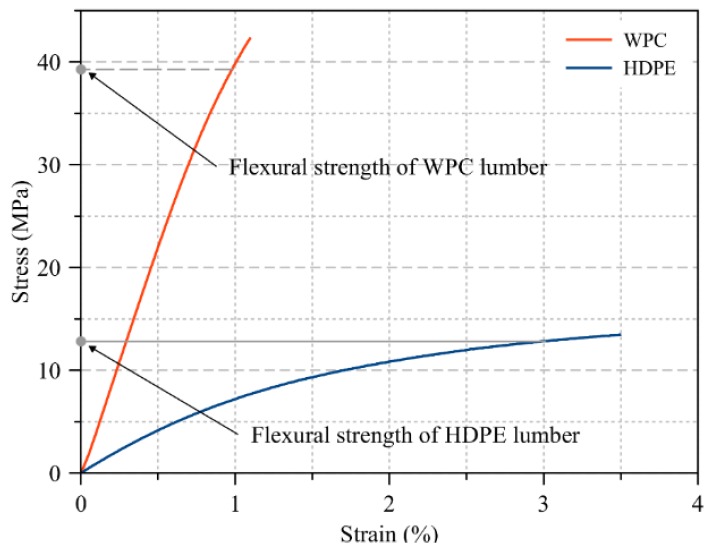 WPC
HDPE
40
Flexural strength of WPC lumber
30
Stress (MPa)
20
10
Flexural strength of HDPE lumber
0
0 1 2 3 4
Strain (%)